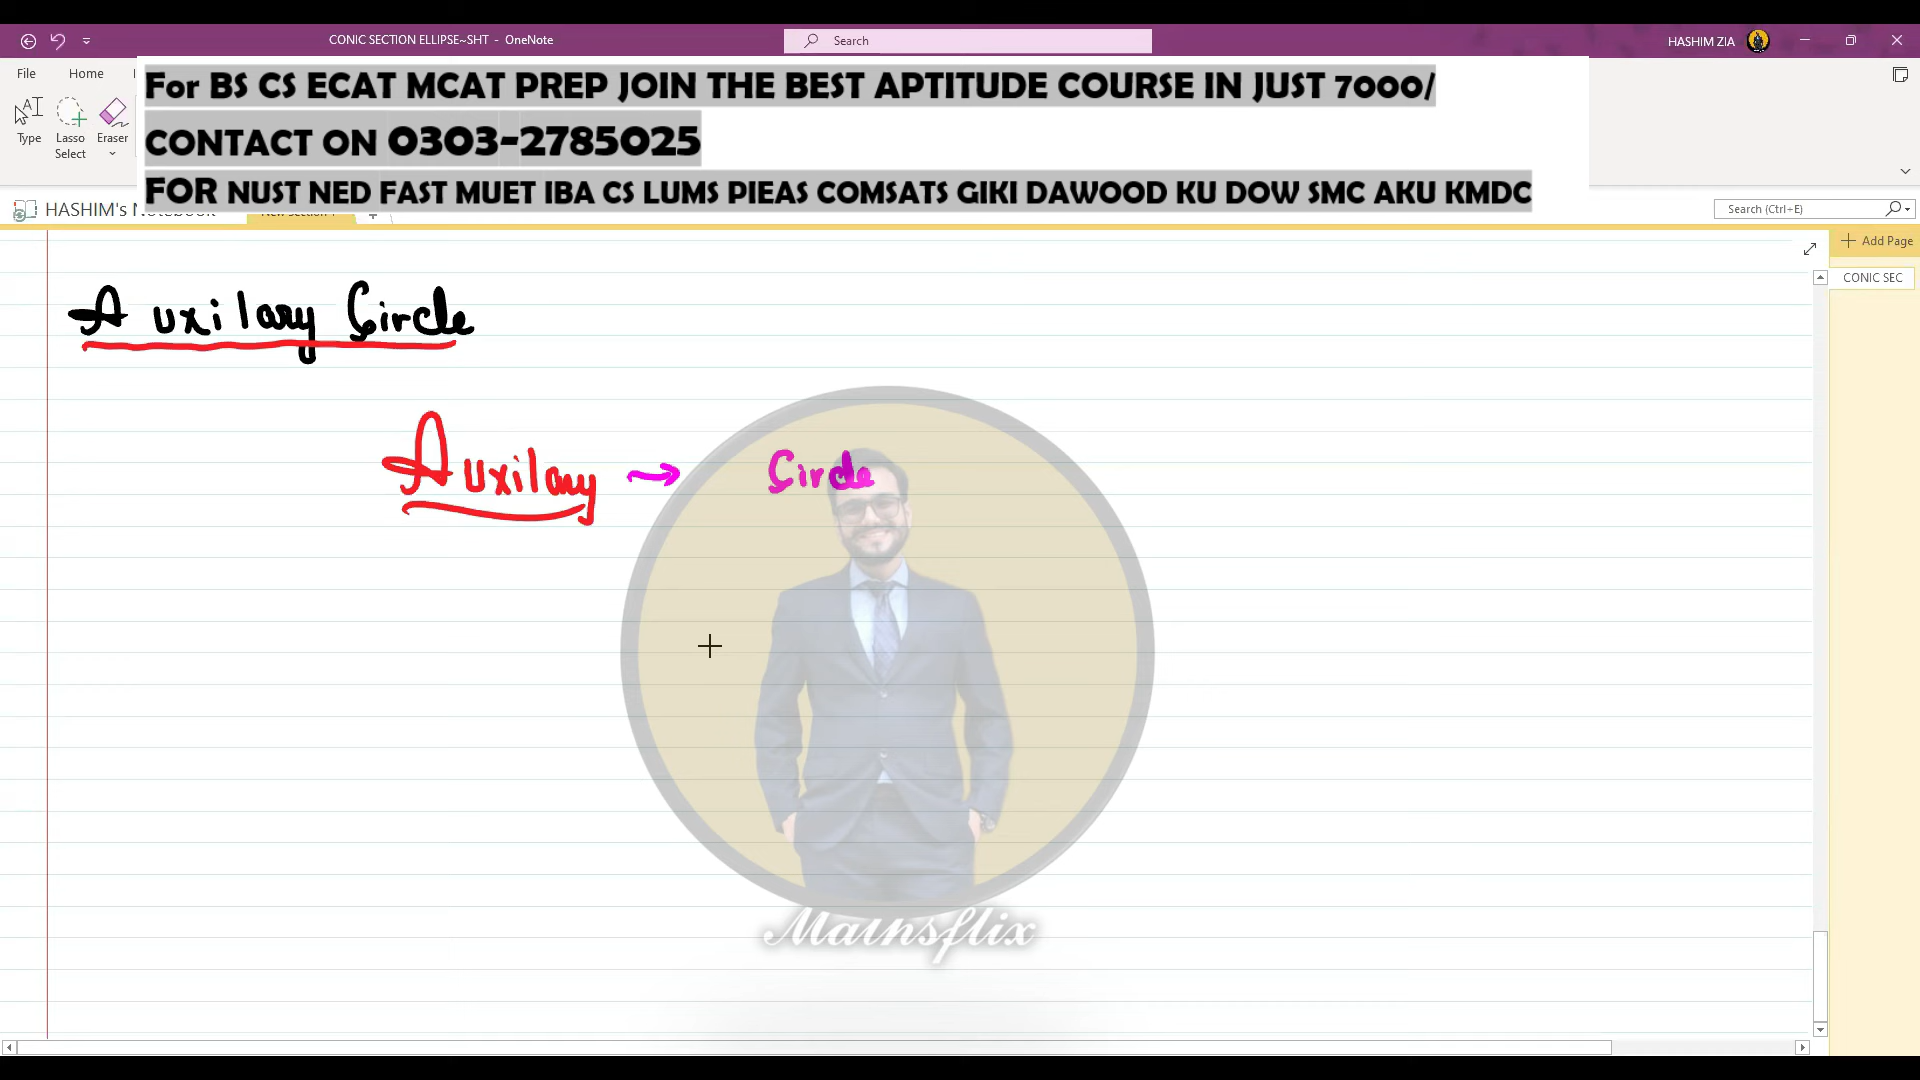 CONIC SECTION ELLIPSE~SHT - OneNote
Search
HASHIM ZIA
File
Home
For BS CS ECAT MCAT PREP JOIN THE BEST APTITUDE COURSE IN JUST 7000/
CONTACT ON 0303-2785025
FOR NUST NED FAST MUET IBA CS LUMS PIEAS COMSATS GIKI DAWOOD KU DOW SMC AKU KMDC
Type
Lasso Select
Eraser
HASHIM's Notebook
Search (Ctrl+E)
Add Page
CONIC SEC
Auxilary Circle
Auxilary → Circle
Mainsflix